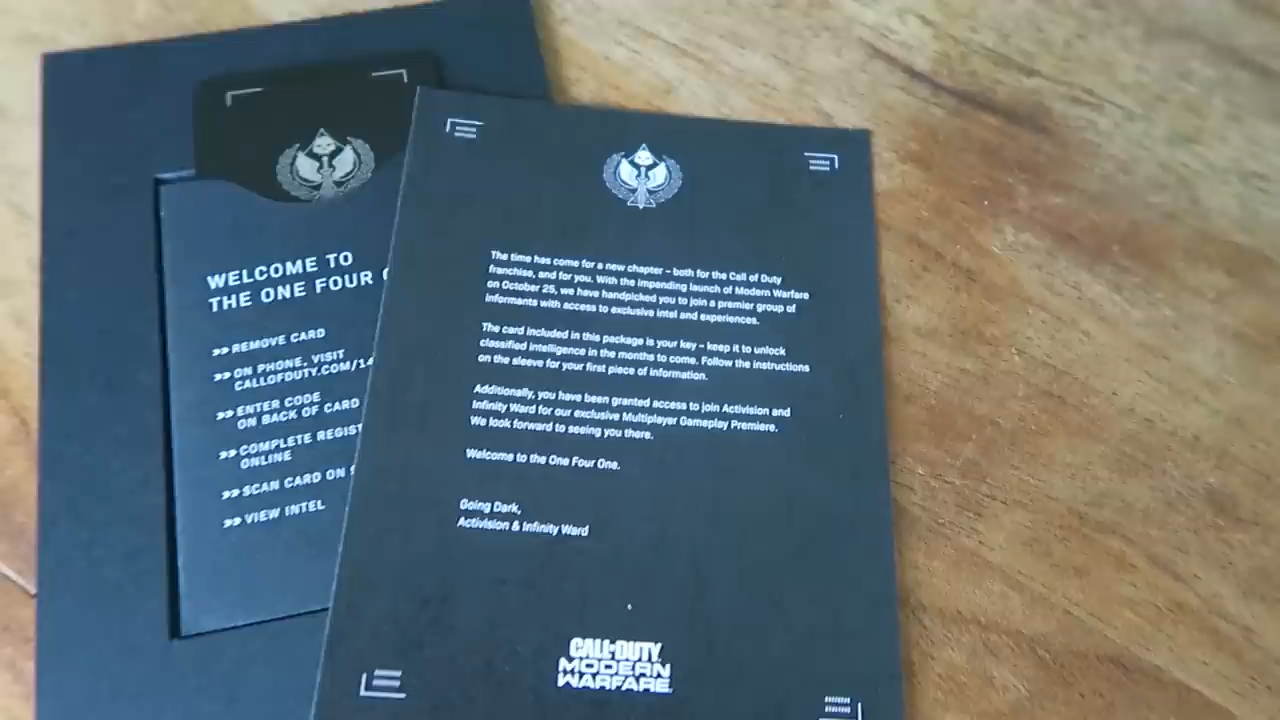 WELCOME TO
THE ONE FOUR
>> REMOVE CARD
>> ON PHONE, VISIT
CALLOFDUTY.COM/14
>> ENTER CODE
ON BACK OF CARD
>> COMPLETE REGIST
ONLINE
>> SCAN CARD ON
>> VIEW INTEL
The time has come for a new chapter – both for the Call of Duty
franchise, and for you. With the impending launch of Modern Warfare
on October 25, we have handpicked you to join a premier group of
informants with access to exclusive intel and experiences.
The card included in this package is your key – keep it to unlock
classified intelligence in the months to come. Follow the instructions
on the sleeve for your first piece of information.
Additionally, you have been granted access to join Activision and
Infinity Ward for our exclusive Multiplayer Gameplay Premiere.
We look forward to seeing you there.
Welcome to the One Four One.
Going Dark,
Activision & Infinity Ward
CALL OF DUTY
MODERN
WARFARE